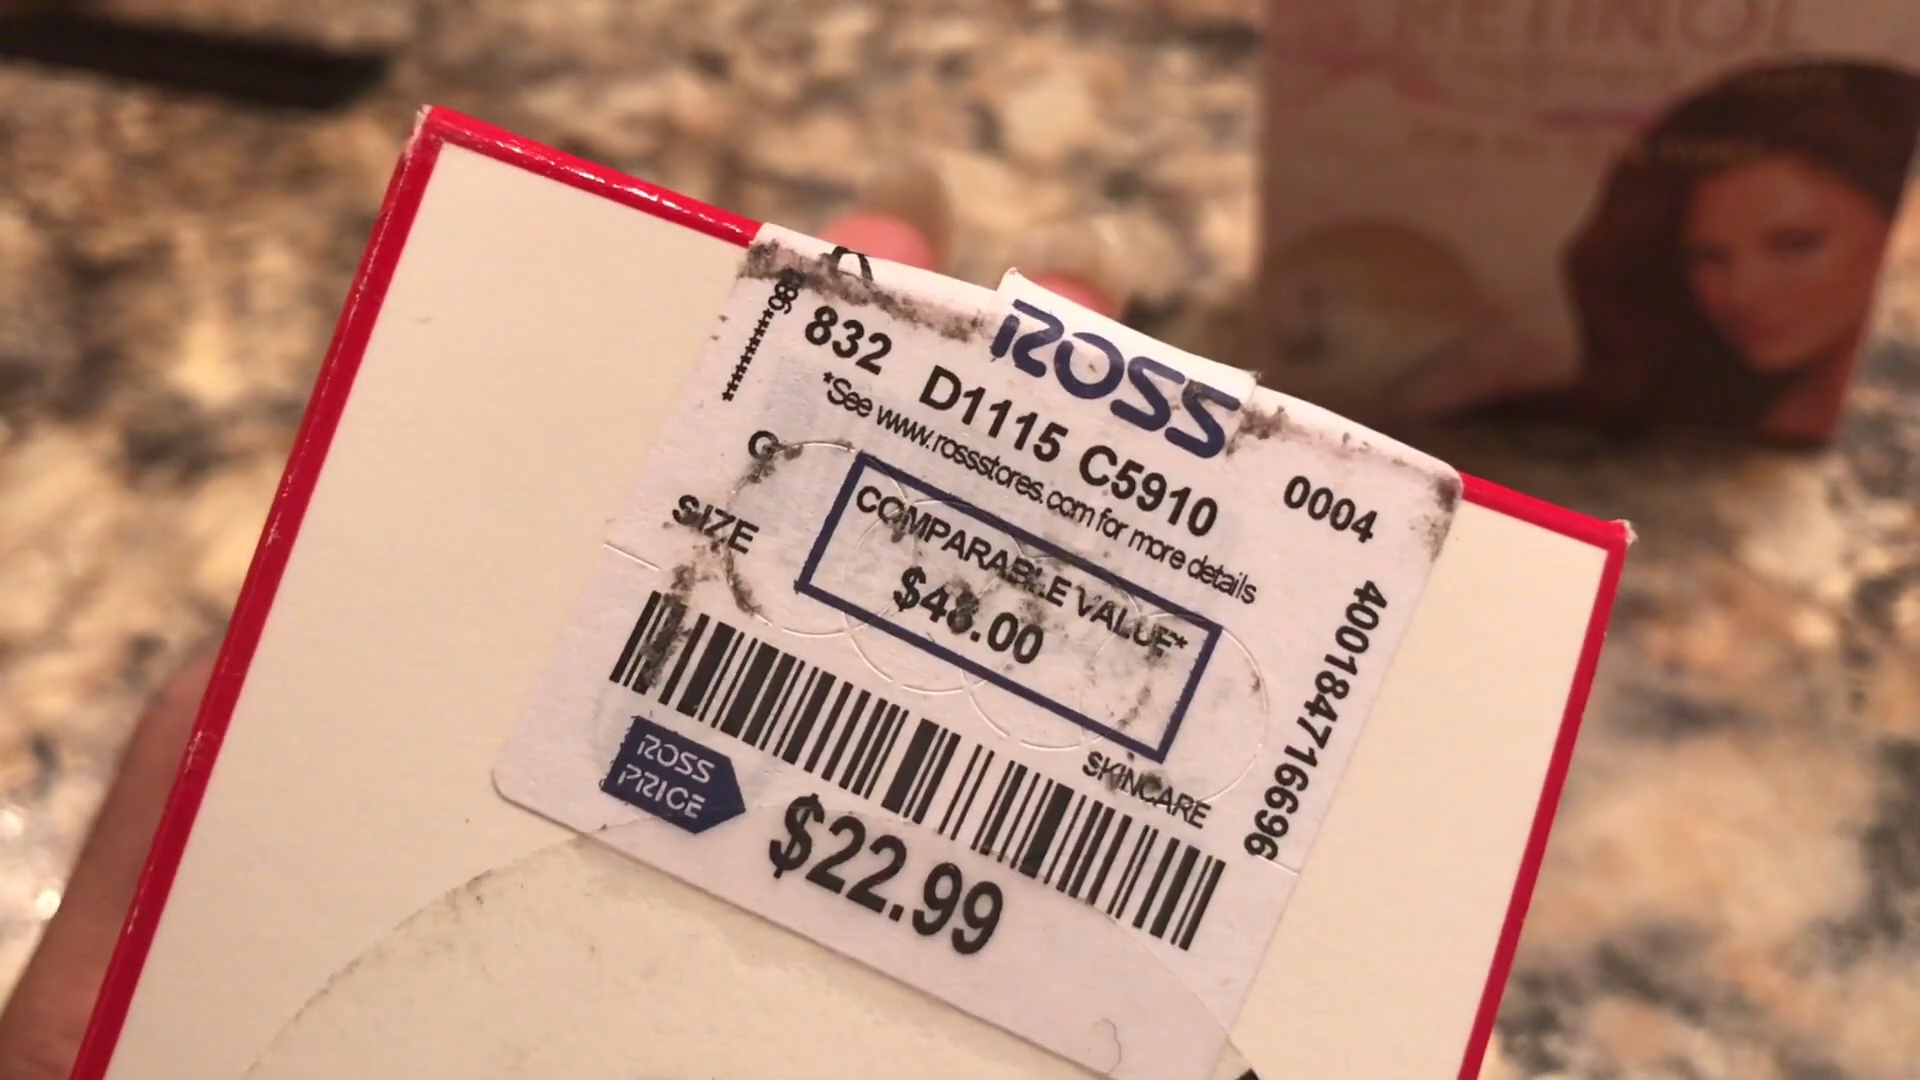 RETINOL
ROSS
832 D1115 C5910 0004
*See www.rossstores.com for more details
COMPARABLE VALUE*
SIZE
SKINCARE
400184716696
ROSS
PRICE
$22.99